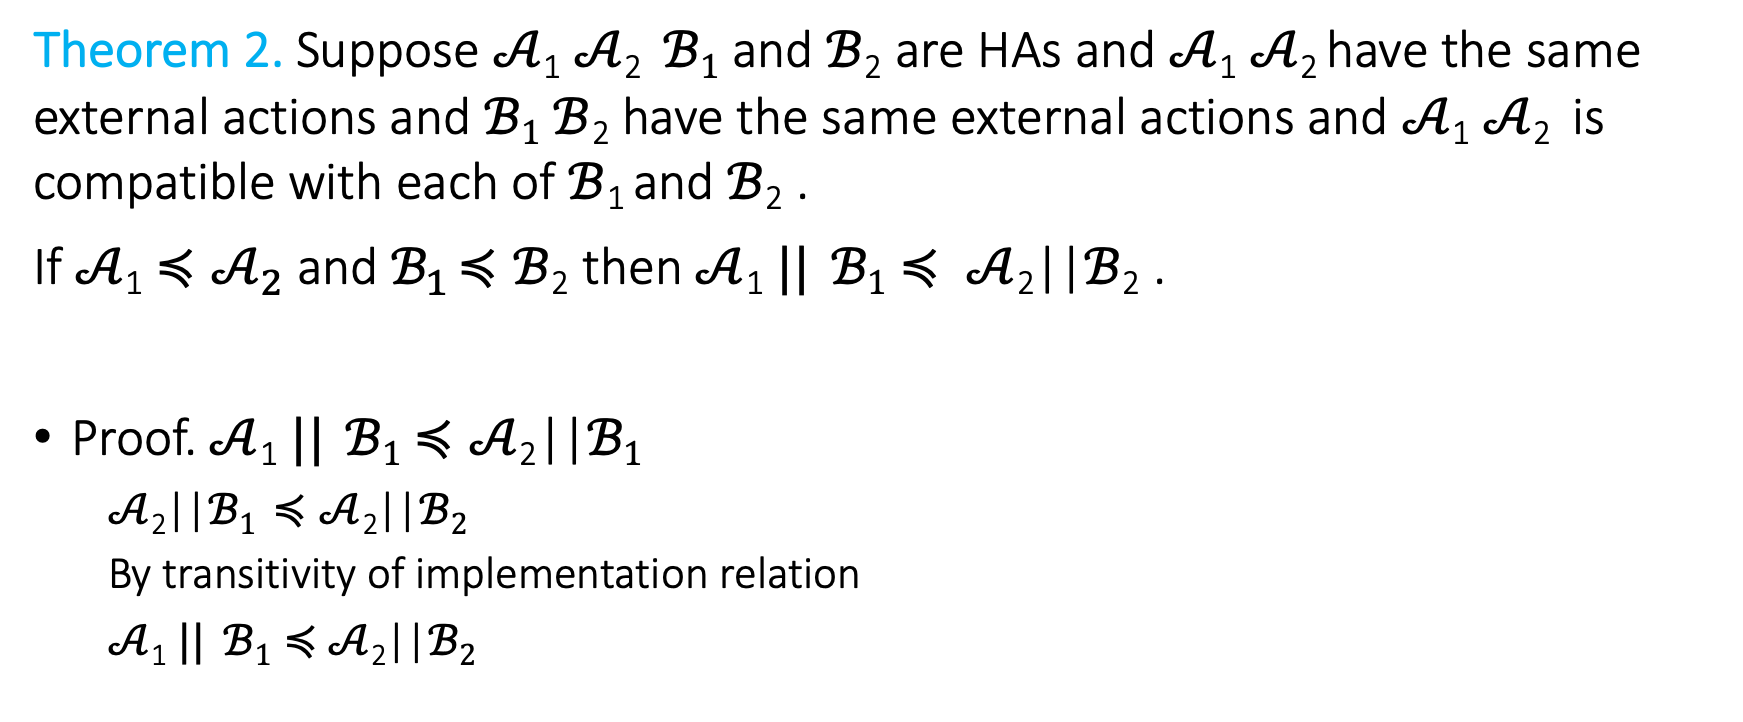 Theorem 2. Suppose 𝓐₁ 𝓐₂ 𝓑₁ and 𝓑₂ are HAs and 𝓐₁ 𝓐₂ have the same
external actions and 𝓑₁ 𝓑₂ have the same external actions and 𝓐₁ 𝓐₂ is
compatible with each of 𝓑₁ and 𝓑₂ .
If 𝓐₁ ≼ 𝓐₂ and 𝓑₁ ≼ 𝓑₂ then 𝓐₁ || 𝓑₁ ≼ 𝓐₂||𝓑₂ .
• Proof. 𝓐₁ || 𝓑₁ ≼ 𝓐₂||𝓑₁
𝓐₂||𝓑₁ ≼ 𝓐₂||𝓑₂
By transitivity of implementation relation
𝓐₁ || 𝓑₁ ≼ 𝓐₂||𝓑₂